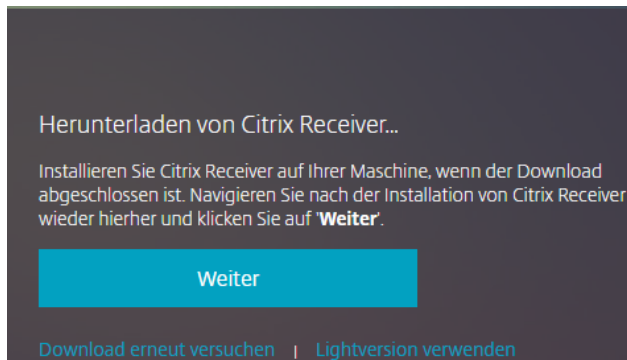 Herunterladen von Citrix Receiver...
Installieren Sie Citrix Receiver auf Ihrer Maschine, wenn der Download
abgeschlossen ist. Navigieren Sie nach der Installation von Citrix Receiver
wieder hierher und klicken Sie auf 'Weiter'.
Weiter
Download erneut versuchen | Lightversion verwenden